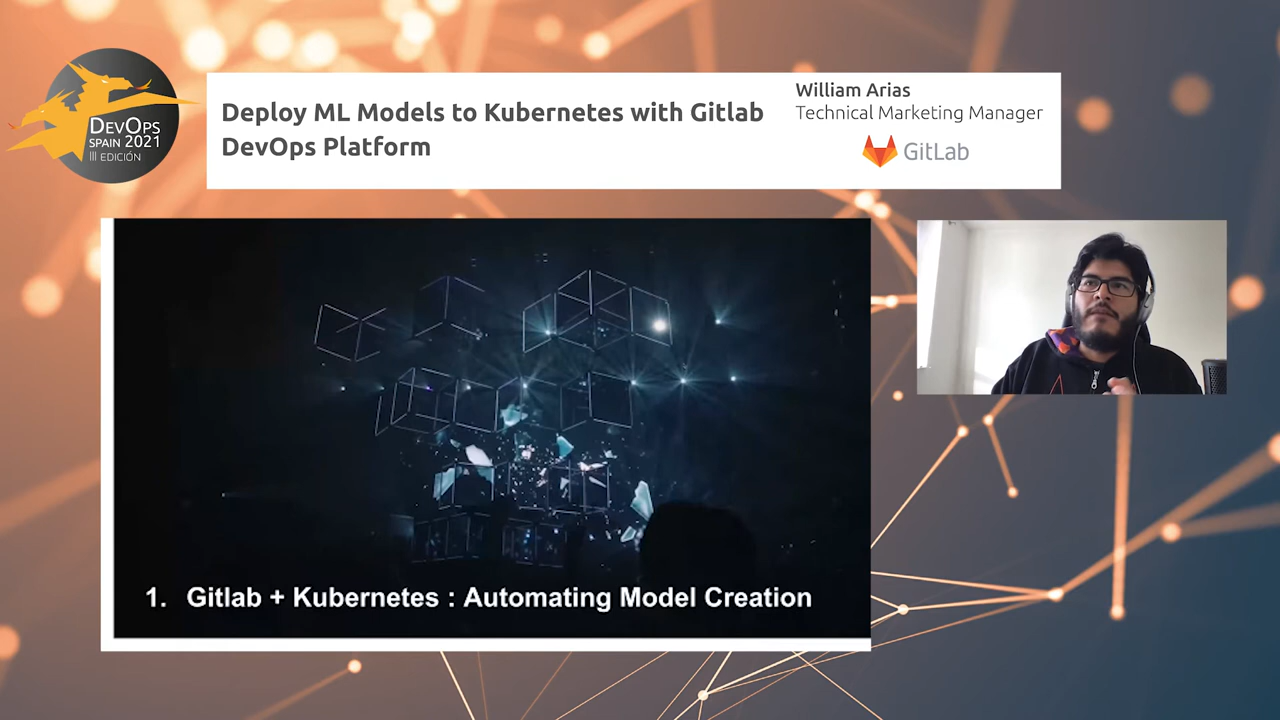 DevOps
SPAIN 2021
III EDICIÓN
Deploy ML Models to Kubernetes with Gitlab
DevOps Platform
William Arias
Technical Marketing Manager
GitLab
1. Gitlab + Kubernetes : Automating Model Creation